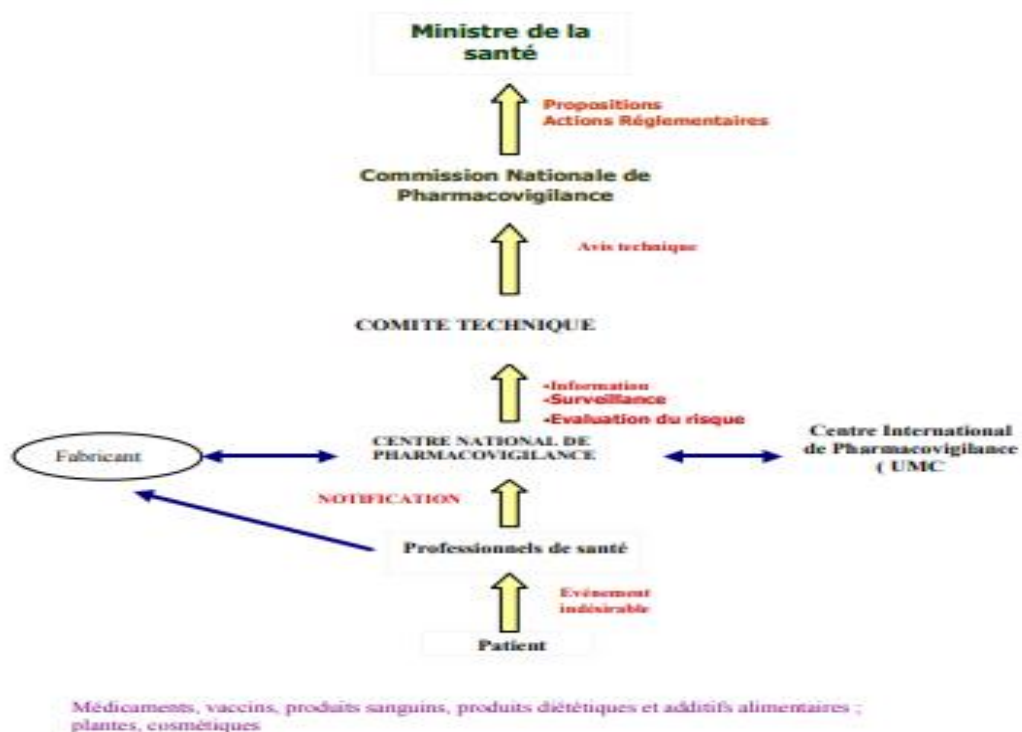 Ministre de la
santé
Propositions
Actions Réglementaires
Commission Nationale de
Pharmacovigilance
Avis technique
COMITE TECHNIQUE
-Information
-Surveillance
-Evaluation du risque
Fabricant
CENTRE NATIONAL DE
PHARMACOVIGILANCE
Centre International
de Pharmacovigilance
( UMC
NOTIFICATION
Professionnels de santé
Evénement
indésirable
Patient
Médicaments, vaccins, produits sanguins, produits diététiques et additifs alimentaires ;
plantes, cosmétiques